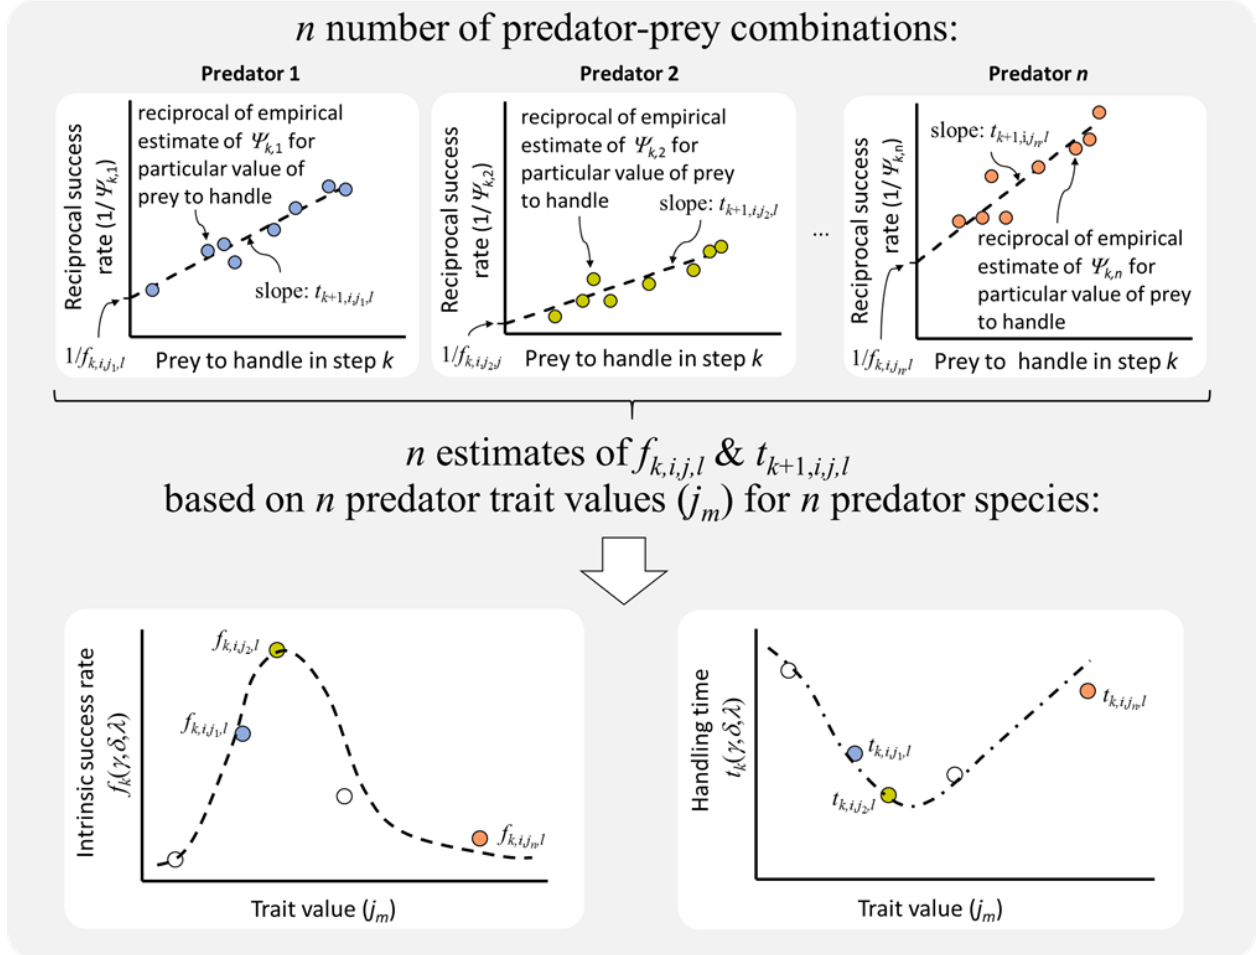 n number of predator-prey combinations:
Predator 1
Predator 2
Predator n
Reciprocal success
rate (1/Ψk,1)
reciprocal of empirical
estimate of Ψk,1 for
particular value of
prey to handle
slope: tk+1,i,j1,l
1/fk,i,j1,l
Prey to handle in step k
Reciprocal success
rate (1/Ψk,2)
reciprocal of empirical
estimate of Ψk,2 for
particular value of prey
to handle
slope: tk+1,i,j2,l
1/fk,i,j2,j
Prey to handle in step k
...
Reciprocal success
rate (1/Ψk,n)
slope: tk+1,i,jn,l
reciprocal of empirical
estimate of Ψk,n for
particular value of prey
to handle
1/fk,i,jn,l
Prey to handle in step k
n estimates of fk,i,j,l & tk+1,i,j,l
based on n predator trait values (jm) for n predator species:
Intrinsic success rate
fk(γ,δ,λ)
fk,i,j2,l
fk,i,j1,l
fk,i,jn,l
Trait value (jm)
Handling time
tk(γ,δ,λ)
tk,i,j1,l
tk,i,j2,l
tk,i,jn,l
Trait value (jm)